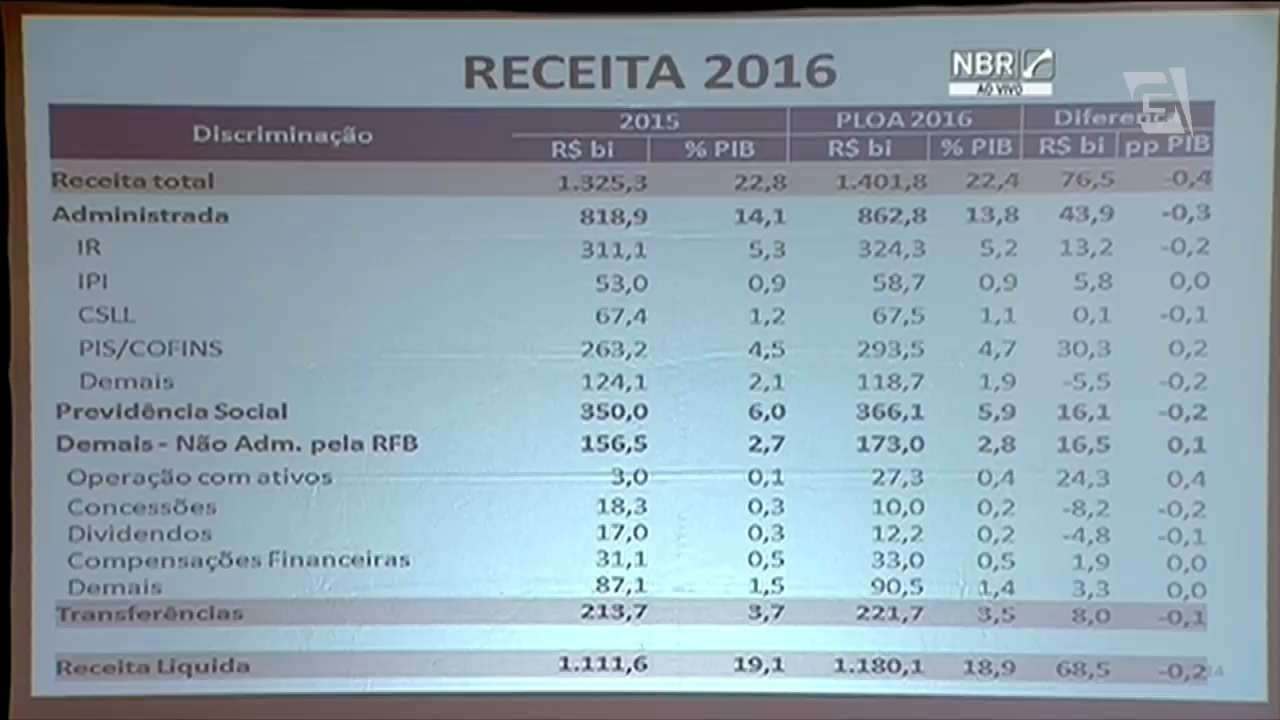 RECEITA 2016
NBR
AO VIVO
Discriminação 2015 PLOA 2016 Diferença
R$ bi % PIB R$ bi % PIB R$ bi pp PIB
Receita total 1.325,3 22,8 1.401,8 22,4 76,5 -0,4
Administrada 818,9 14,1 862,8 13,8 43,9 -0,3
IR 311,1 5,3 324,3 5,2 13,2 -0,2
IPI 53,0 0,9 58,7 0,9 5,8 0,0
CSLL 67,4 1,2 67,5 1,1 0,1 -0,1
PIS/COFINS 263,2 4,5 293,5 4,7 30,3 0,2
Demais 124,1 2,1 118,7 1,9 -5,5 -0,2
Previdência Social 350,0 6,0 366,1 5,9 16,1 -0,2
Demais - Não Adm. pela RFB 156,5 2,7 173,0 2,8 16,5 0,1
Operação com ativos 3,0 0,1 27,3 0,4 24,3 0,4
Concessões 18,3 0,3 10,0 0,2 -8,2 -0,2
Dividendos 17,0 0,3 12,2 0,2 -4,8 -0,1
Compensações Financeiras 31,1 0,5 33,0 0,5 1,9 0,0
Demais 87,1 1,5 90,5 1,4 3,3 0,0
Transferências 213,7 3,7 221,7 3,5 8,0 -0,1
Receita Líquida 1.111,6 19,1 1.180,1 18,9 68,5 -0,2